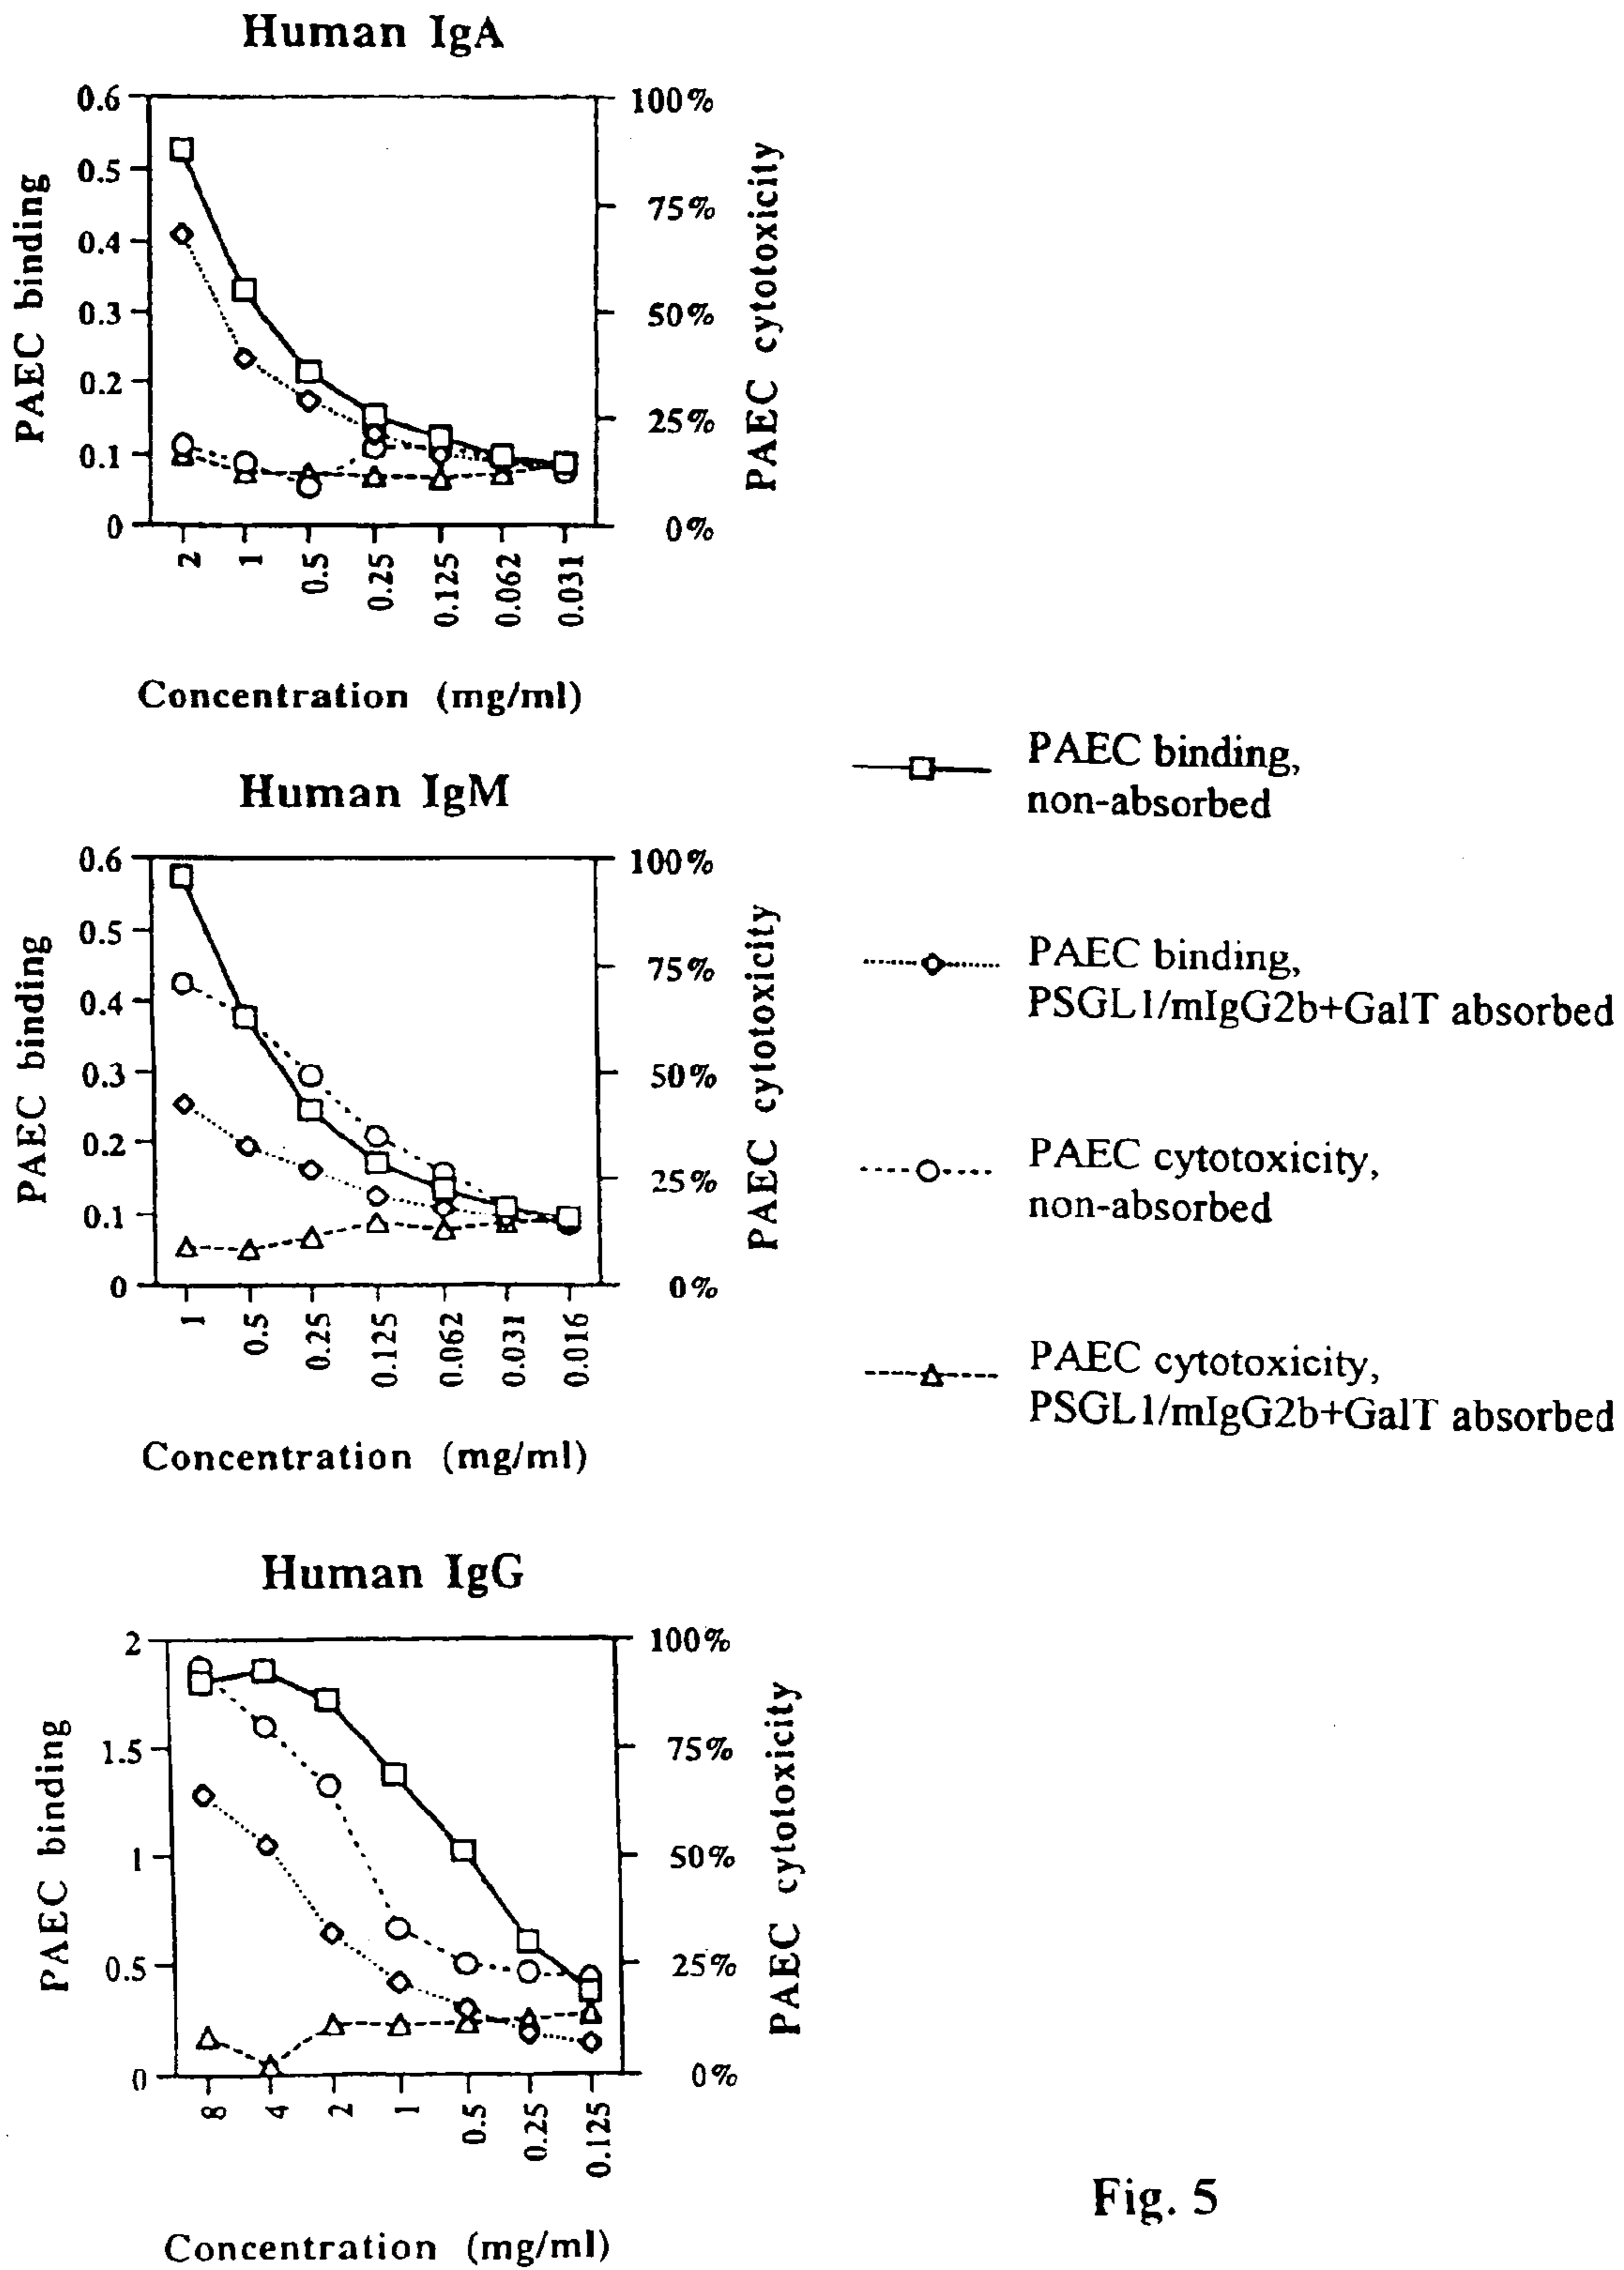 Human IgA
0.6
0.5
0.4
0.3
0.2
0.1
0
PAEC binding
100%
75%
50%
25%
0%
PAEC cytotoxicity
2
1
0.5
0.25
0.125
0.062
0.031
Concentration (mg/ml)
Human IgM
0.6
0.5
0.4
0.3
0.2
0.1
0
PAEC binding
100%
75%
50%
25%
0%
PAEC cytotoxicity
1
0.5
0.25
0.125
0.062
0.031
0.016
Concentration (mg/ml)
PAEC binding,
non-absorbed
PAEC binding,
PSGL1/mIgG2b+GalT absorbed
PAEC cytotoxicity,
non-absorbed
PAEC cytotoxicity,
PSGL1/mIgG2b+GalT absorbed
Human IgG
2
1.5
1
0.5
0
PAEC binding
100%
75%
50%
25%
0%
PAEC cytotoxicity
8
4
2
1
0.5
0.25
0.125
Concentration (mg/ml)
Fig. 5